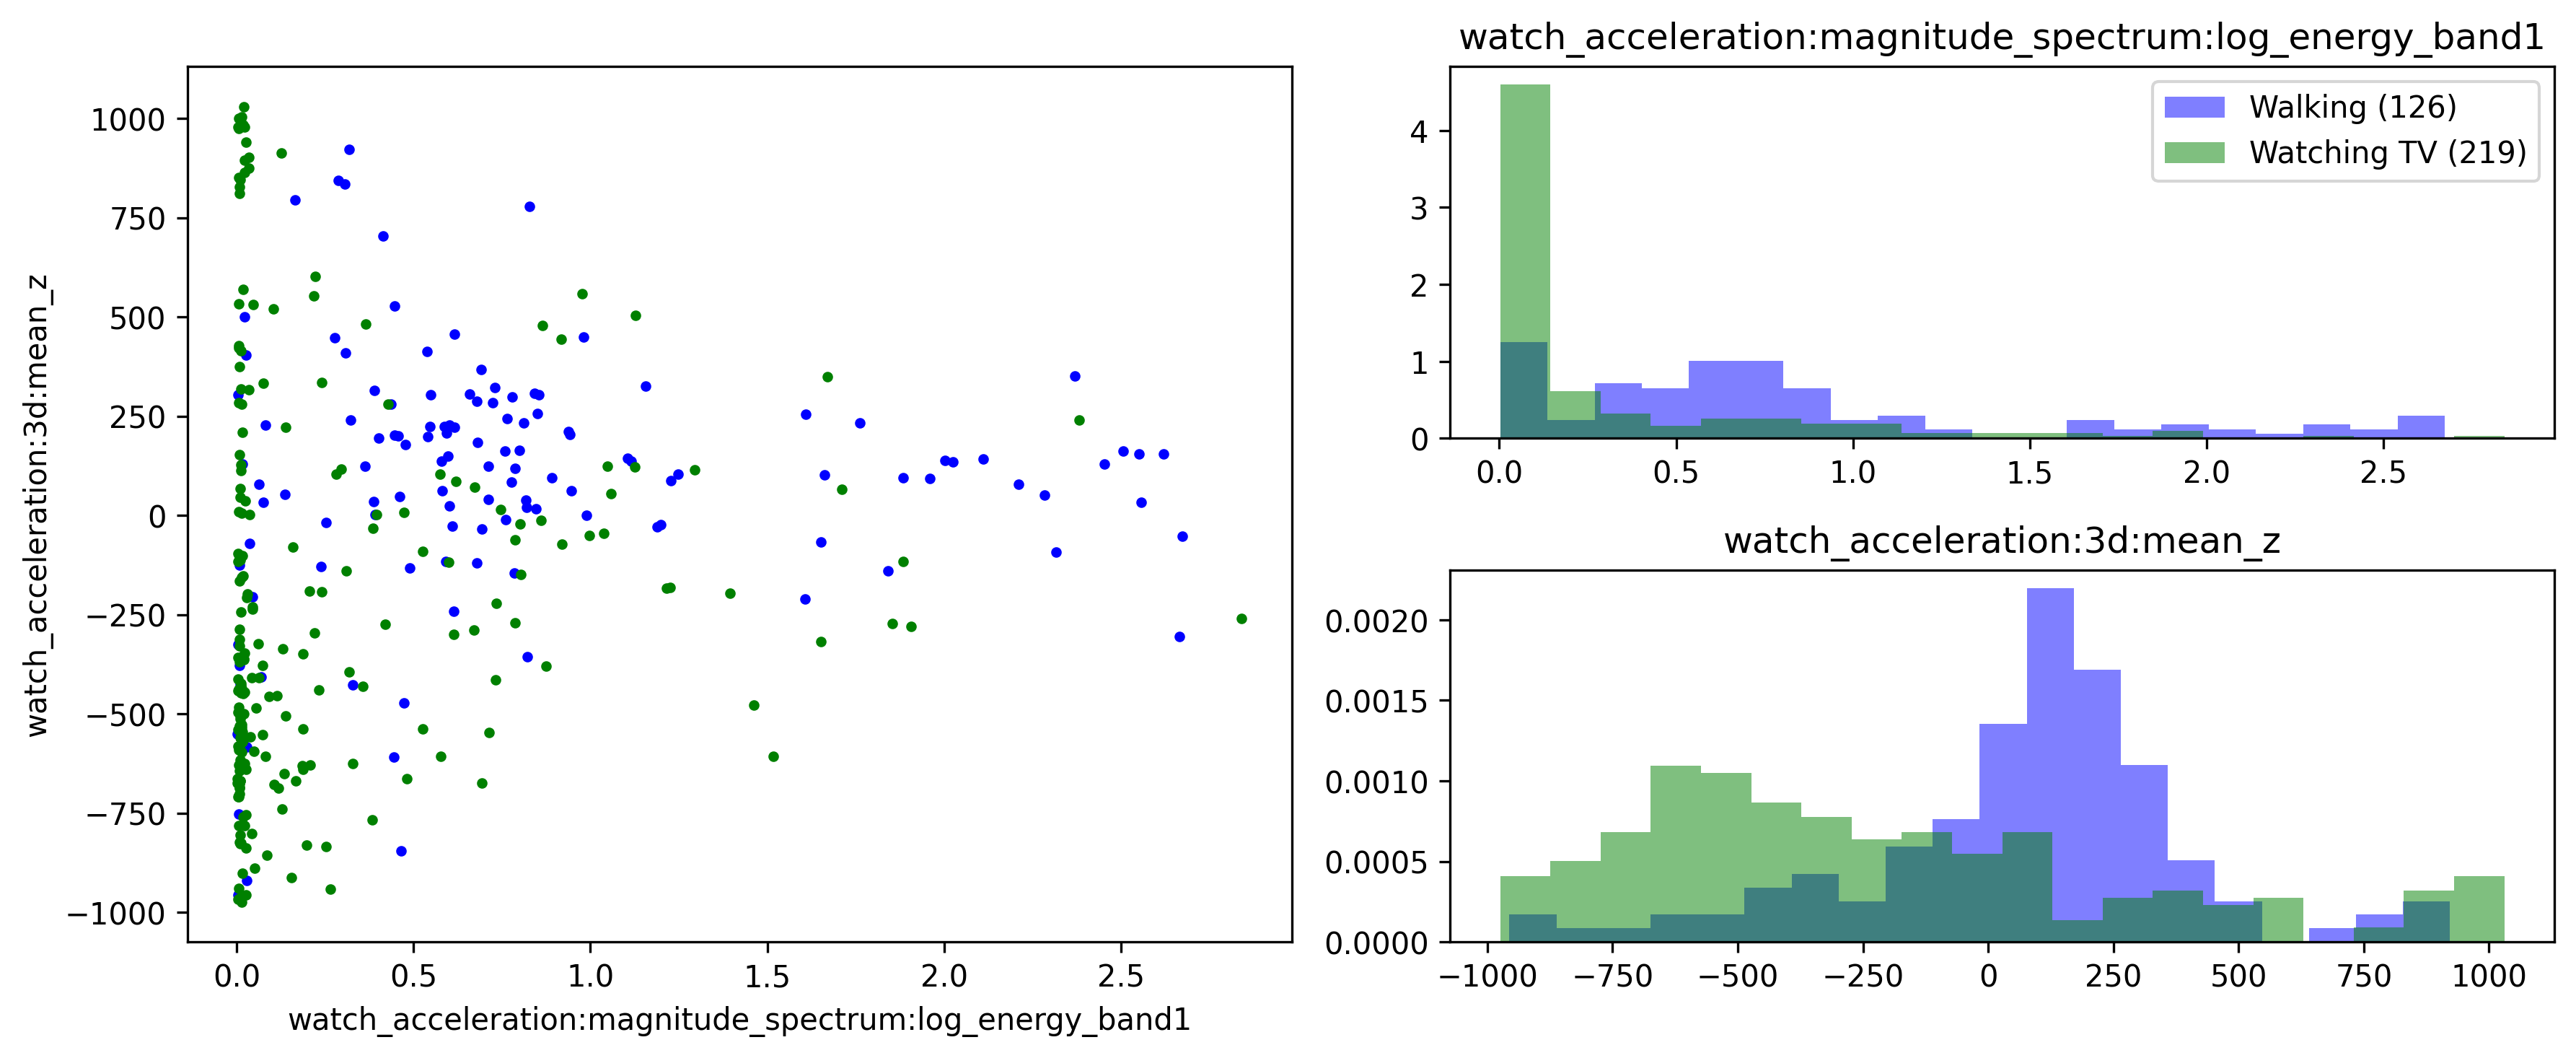 watch_acceleration:3d:mean_z
1000
750
500
250
0
−250
−500
−750
−1000
0.0 0.5 1.0 1.5 2.0 2.5
watch_acceleration:magnitude_spectrum:log_energy_band1
watch_acceleration:magnitude_spectrum:log_energy_band1
Walking (126)
Watching TV (219)
4
3
2
1
0
0.0 0.5 1.0 1.5 2.0 2.5
watch_acceleration:3d:mean_z
0.0020
0.0015
0.0010
0.0005
0.0000
−1000 −750 −500 −250 0 250 500 750 1000